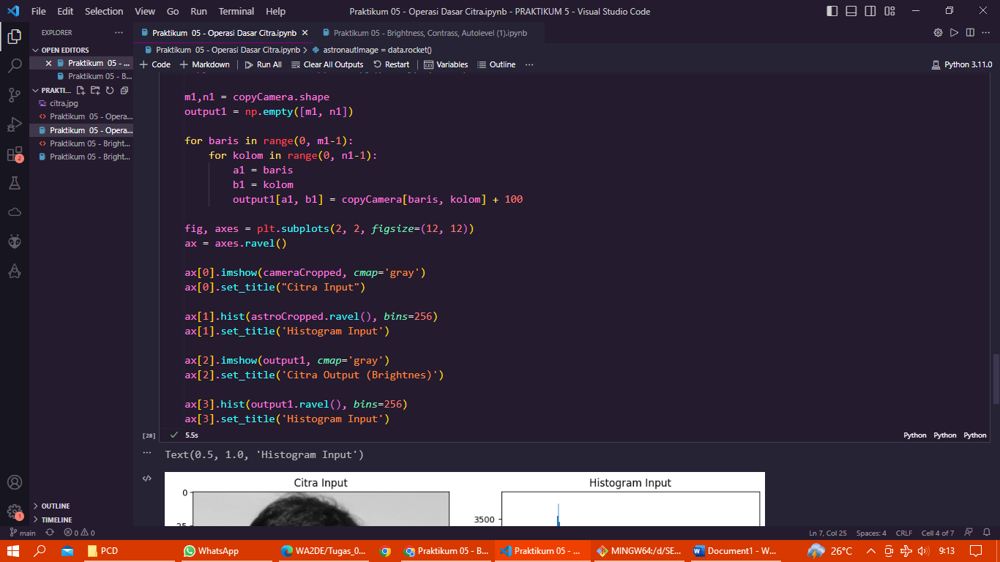 File Edit Selection View Go Run Terminal Help
Praktikum 05 - Operasi Dasar Citra.ipynb - PRAKTIKUM 5 - Visual Studio Code
EXPLORER
OPEN EDITORS
Praktikum 05 - ...
Praktikum 05 - B...
PRAKTI...
citra.jpg
Praktikum 05 - Opera...
Praktikum 05 - Opera...
Praktikum 05 - Bright...
Praktikum 05 - Bright...
OUTLINE
TIMELINE
2
1
Praktikum 05 - Operasi Dasar Citra.ipynb
Praktikum 05 - Brightness, Contrast, Autolevel (1).ipynb
Praktikum 05 - Operasi Dasar Citra.ipynb > astronautImage = data.rocket()
+ Code + Markdown Run All Clear All Outputs Restart Variables Outline ...
Python 3.11.0
m1,n1 = copyCamera.shape
output1 = np.empty([m1, n1])
for baris in range(0, m1-1):
for kolom in range(0, n1-1):
a1 = baris
b1 = kolom
output1[a1, b1] = copyCamera[baris, kolom] + 100
fig, axes = plt.subplots(2, 2, figsize=(12, 12))
ax = axes.ravel()
ax[0].imshow(cameraCropped, cmap='gray')
ax[0].set_title("Citra Input")
ax[1].hist(astroCropped.ravel(), bins=256)
ax[1].set_title('Histogram Input')
ax[2].imshow(output1, cmap='gray')
ax[2].set_title('Citra Output (Brightnes)')
ax[3].hist(output1.ravel(), bins=256)
ax[3].set_title('Histogram Input')
[28] 5.5s
Python Python Python
Text(0.5, 1.0, 'Histogram Input')
Citra Input
0
Histogram Input
3500
main 0 0
Ln 7, Col 25 Spaces: 4 CRLF Cell 4 of 7
PCD
WhatsApp
WA2DE/Tugas_0...
Praktikum 05 - B...
Praktikum 05 - ...
MINGW64:/d/SE...
Document1 - W...
26°C
9:13